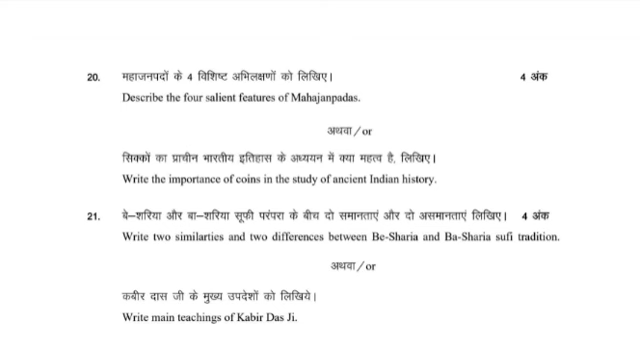 20. महाजनपदों के 4 विशिष्ट अभिलक्षणों को लिखिए। 4 अंक
Describe the four salient features of Mahajanpadas.
अथवा/or
सिक्कों का प्राचीन भारतीय इतिहास के अध्ययन में क्या महत्व है, लिखिए।
Write the importance of coins in the study of ancient Indian history.
21. बे–शरिया और बा–शरिया सूफी परंपरा के बीच दो समानताएं और दो असमानताएं लिखिए। 4 अंक
Write two similarties and two differences between Be-Sharia and Ba-Sharia sufi tradition.
अथवा/or
कबीर दास जी के मुख्य उपदेशों को लिखिये।
Write main teachings of Kabir Das Ji.